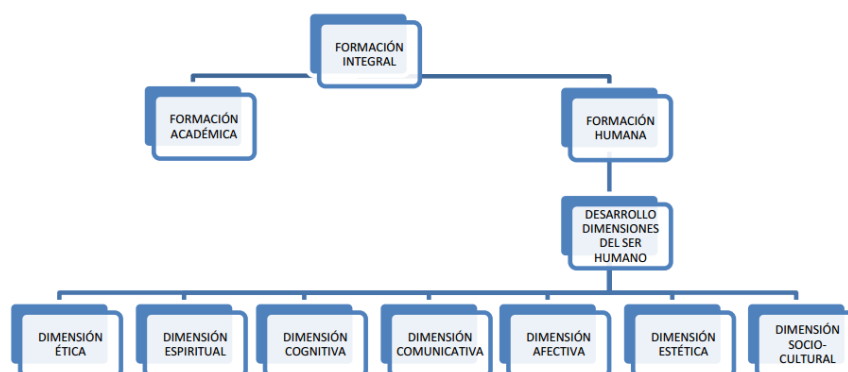 FORMACIÓN
INTEGRAL
FORMACIÓN
ACADÉMICA
FORMACIÓN
HUMANA
DESARROLLO
DIMENSIONES
DEL SER
HUMANO
DIMENSIÓN
ÉTICA
DIMENSIÓN
ESPIRITUAL
DIMENSIÓN
COGNITIVA
DIMENSIÓN
COMUNICATIVA
DIMENSIÓN
AFECTIVA
DIMENSIÓN
ESTÉTICA
DIMENSIÓN
SOCIO-
CULTURAL